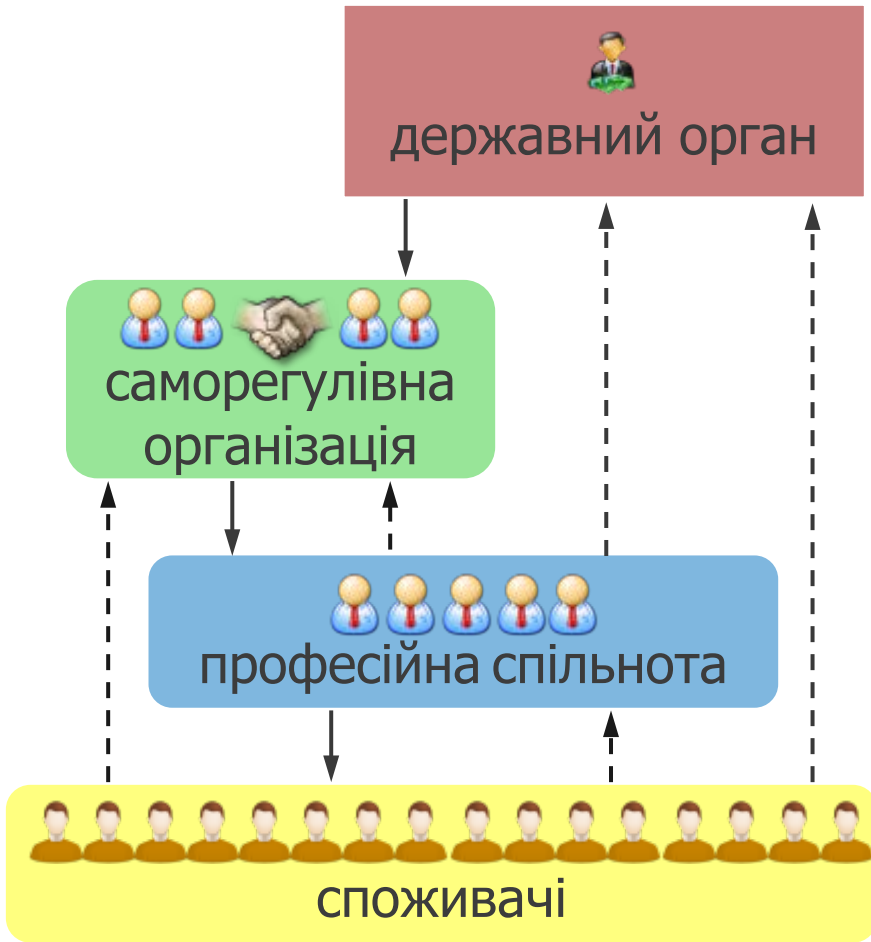 державний орган
саморегулівна
організація
професійна спільнота
споживачі